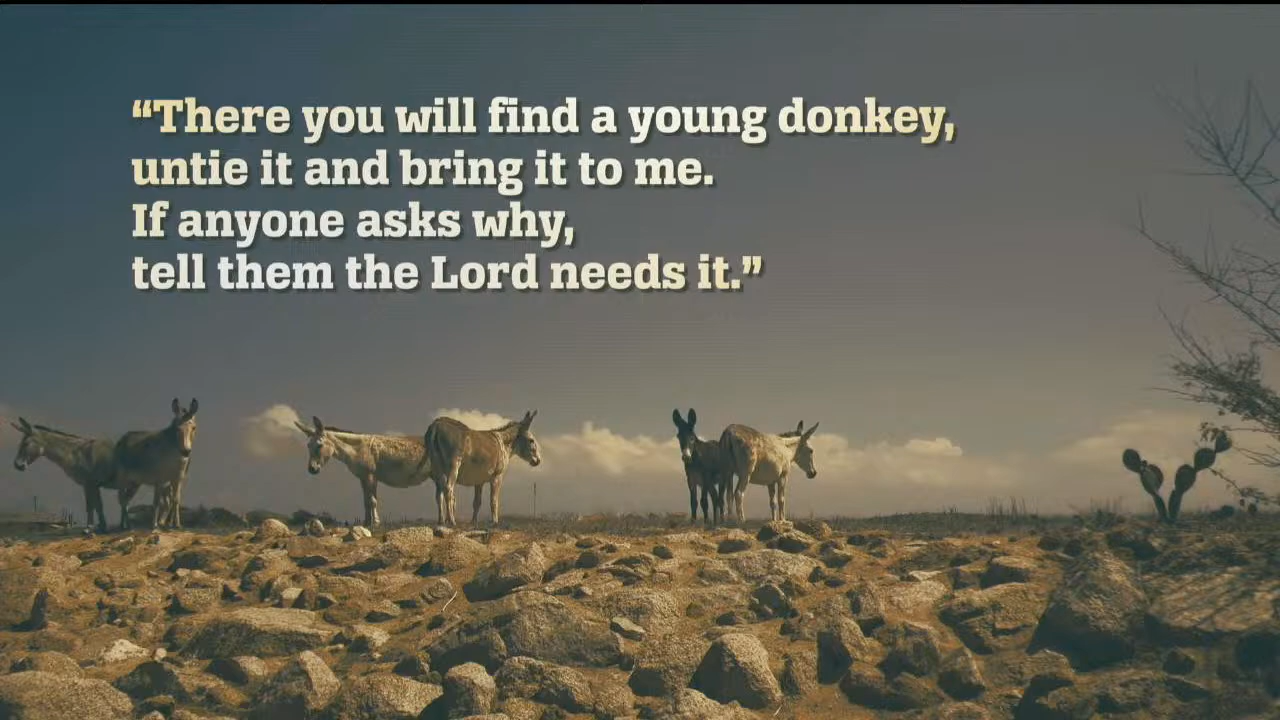 “There you will find a young donkey,
untie it and bring it to me.
If anyone asks why,
tell them the Lord needs it.”